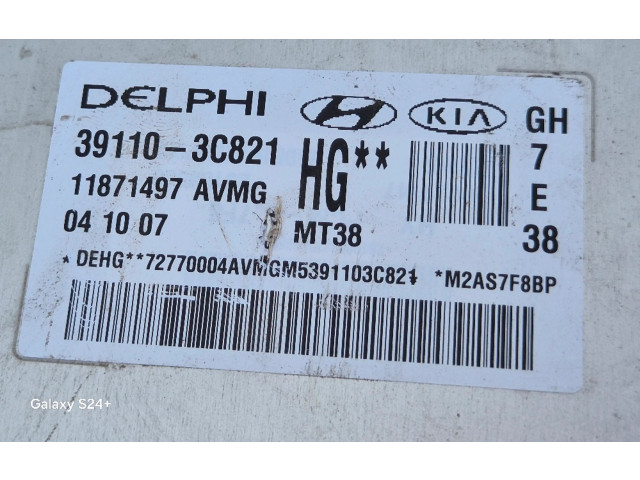 DELPHI KIA GH
39110-3C821 HG** 7
11871497 AVMG E
04 10 07 MT38 38
* DEHG**72770004AVMGM5391103C821 *M2AS7F8BP
Galaxy S24+